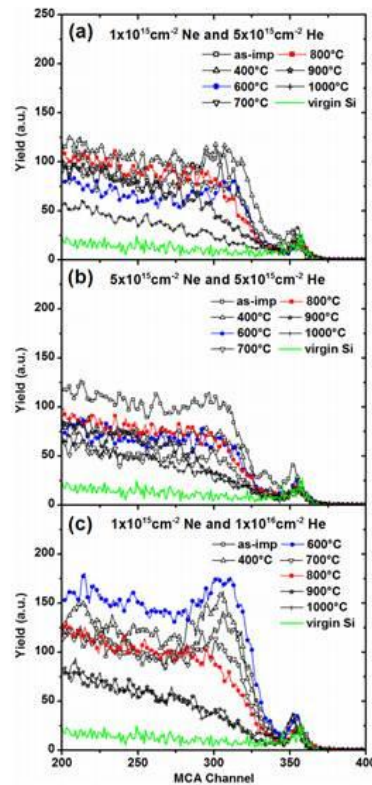 (a) 1x10¹⁵cm⁻² Ne and 5x10¹⁵cm⁻² He
as-imp 800°C
400°C 900°C
600°C 1000°C
700°C virgin Si
250
200
150
100
50
0
Yield (a.u.)
(b) 5x10¹⁵cm⁻² Ne and 5x10¹⁵cm⁻² He
as-imp 800°C
400°C 900°C
600°C 1000°C
700°C virgin Si
200
150
100
50
0
Yield (a.u.)
(c) 1x10¹⁵cm⁻² Ne and 1x10¹⁶cm⁻² He
as-imp 600°C
400°C 700°C
800°C
900°C
1000°C
virgin Si
200
150
100
50
0
Yield (a.u.)
200 250 300 350 400
MCA Channel